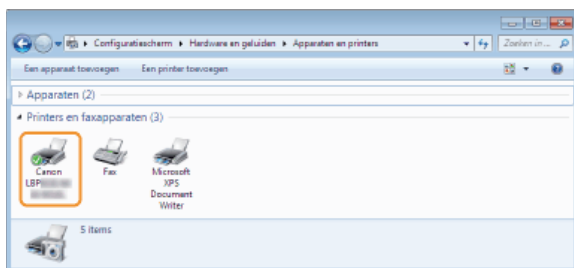 Configuratiescherm ▸ Hardware en geluiden ▸ Apparaten en printers
Zoeken in ...
Een apparaat toevoegen Een printer toevoegen
Apparaten (2)
Printers en faxapparaten (3)
Canon
LBP
Fax
Microsoft
XPS
Document
Writer
5 items